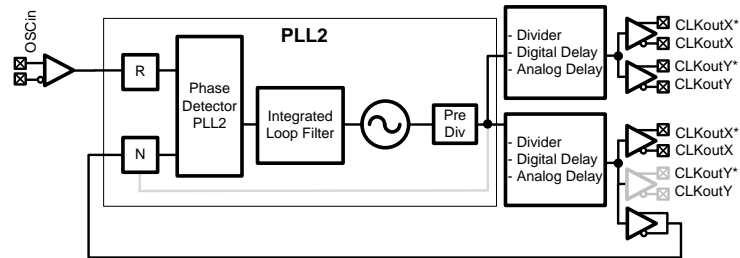 OSCin
PLL2
R
N
Phase
Detector
PLL2
Integrated
Loop Filter
Pre
Div
- Divider
- Digital Delay
- Analog Delay
CLKoutX*
CLKoutX
CLKoutY*
CLKoutY
- Divider
- Digital Delay
- Analog Delay
CLKoutX*
CLKoutX
CLKoutY*
CLKoutY